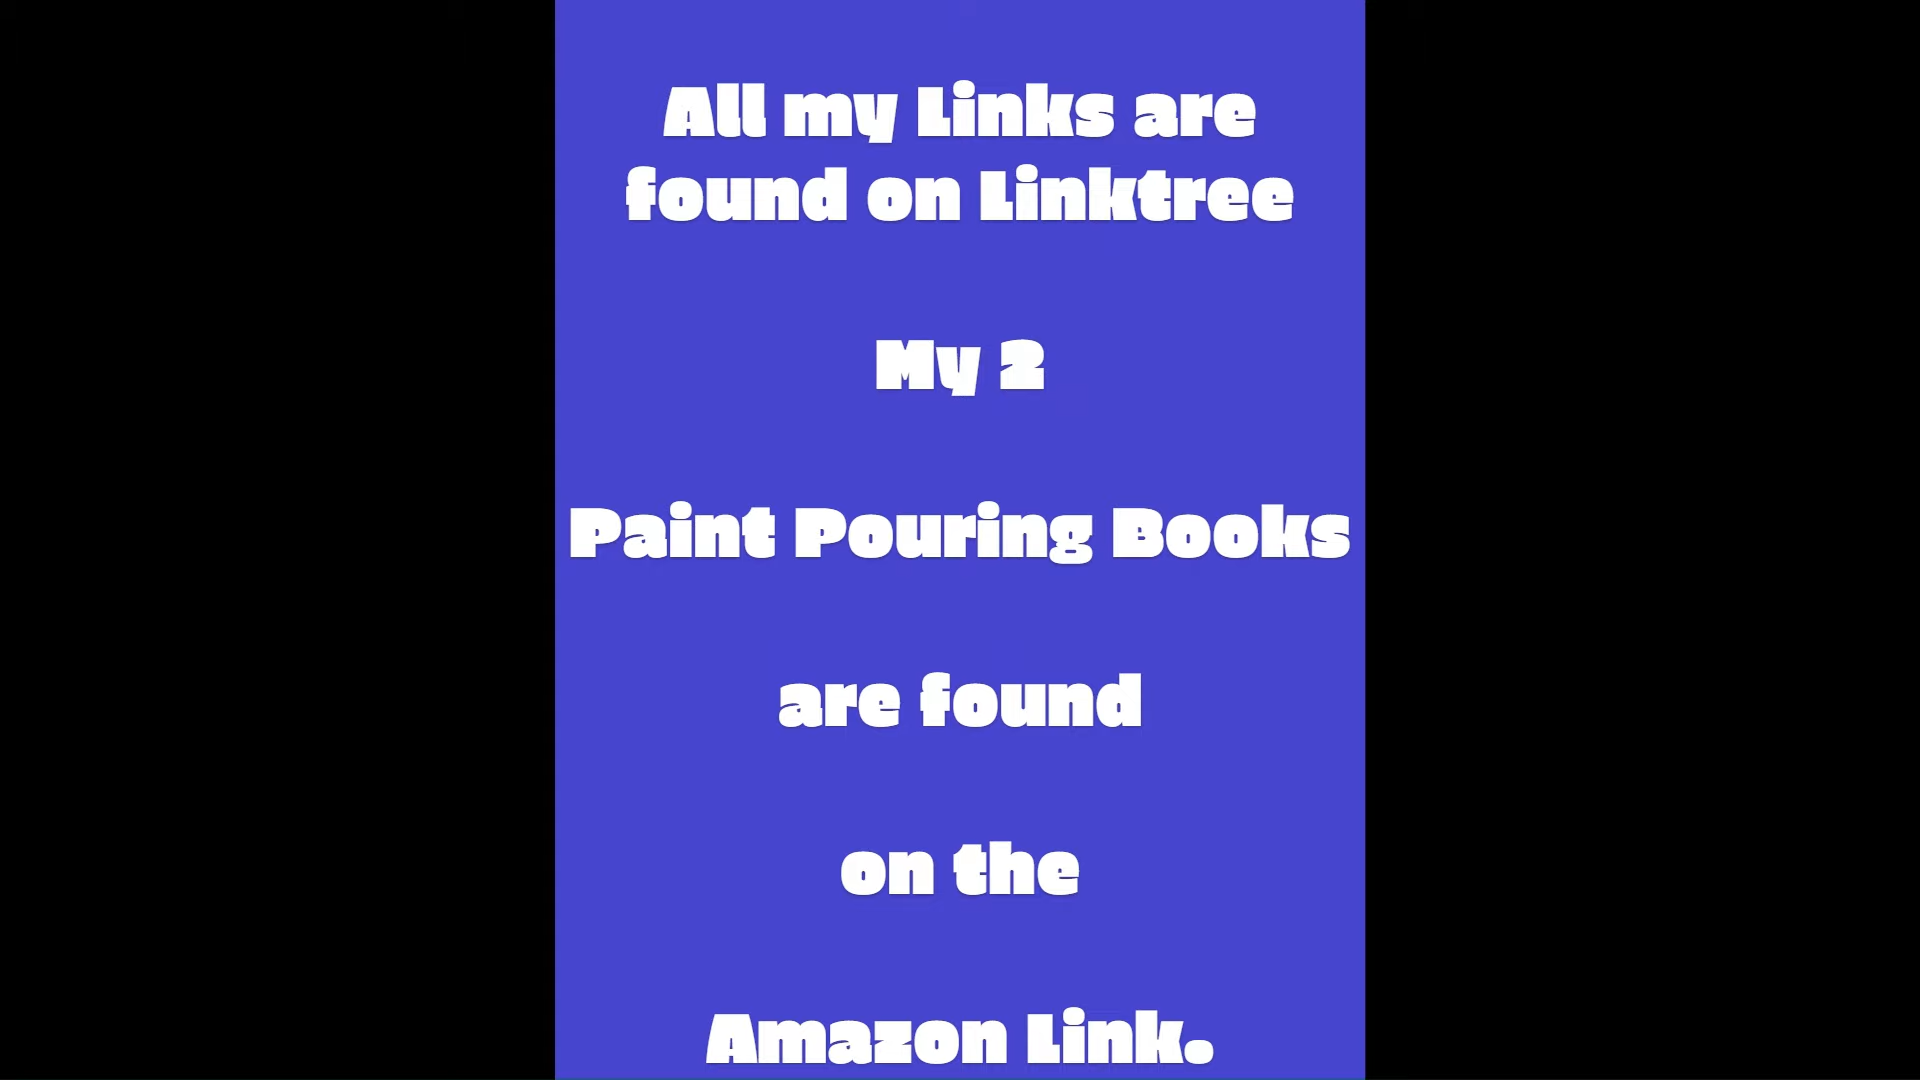 All my Links are
found on Linktree
My 2
Paint Pouring Books
are found
on the
Amazon Link.